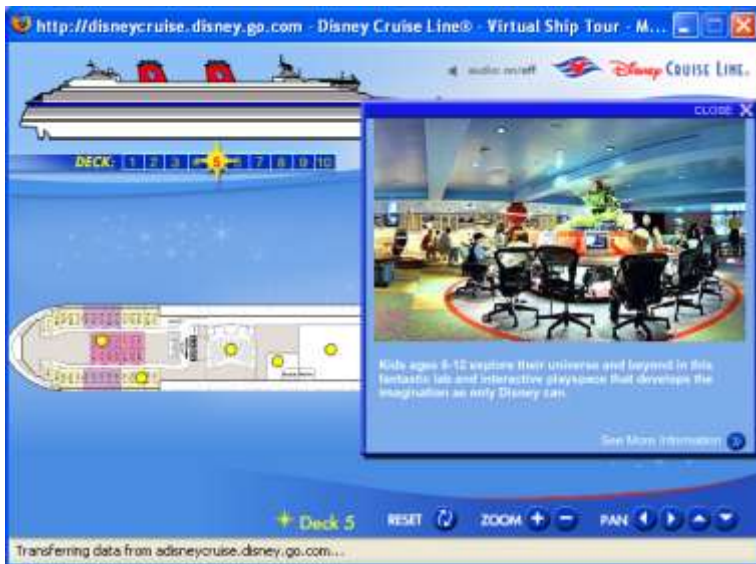 http://disneycruise.disney.go.com - Disney Cruise Line® - Virtual Ship Tour - M...
audio on/off
Disney CRUISE LINE.
CLOSE X
DECK: 1 2 3 4 5 6 7 8 9 10
Kids ages 8-12 explore their universe and beyond in this
fantastic lab and interactive playspace that develops the
imagination as only Disney can.
See More Information
Deck 5
RESET
ZOOM
PAN
Transferring data from adisneycruise.disney.go.com...